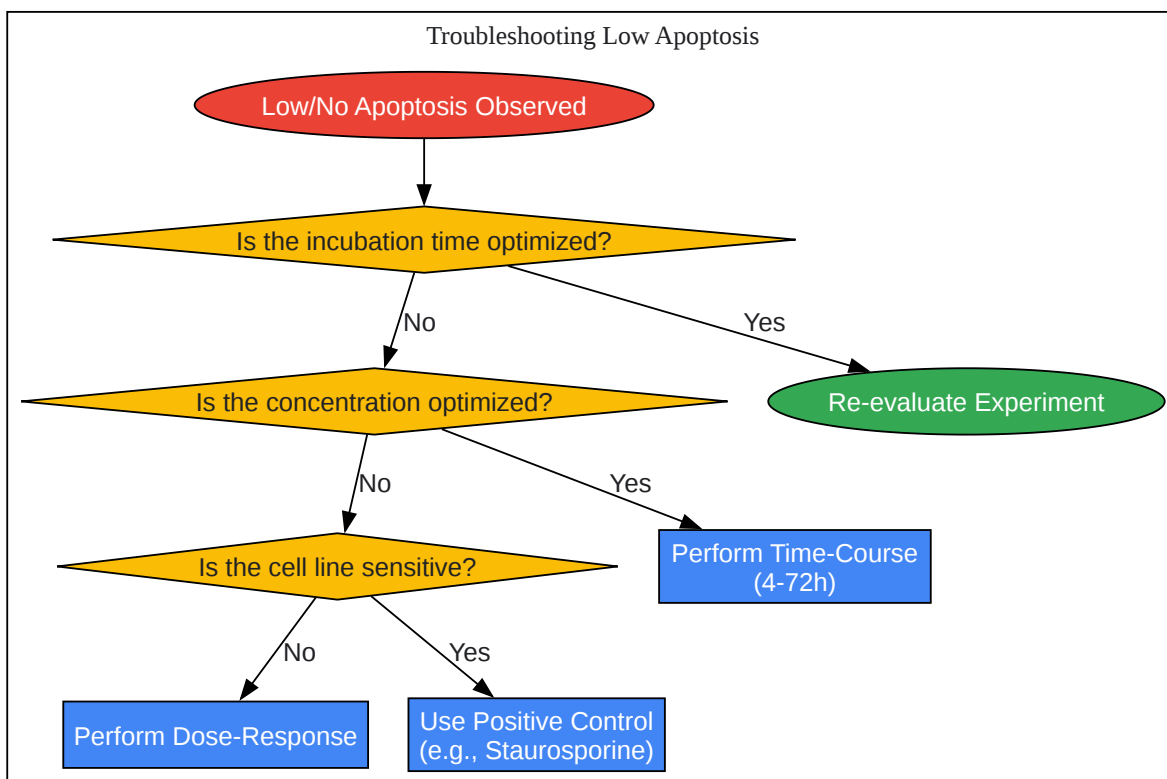 Troubleshooting Low Apoptosis
Low/No Apoptosis Observed
Is the incubation time optimized?
No
Yes
Is the concentration optimized?
Re-evaluate Experiment
No
Yes
Is the cell line sensitive?
Perform Time-Course
(4-72h)
No
Yes
Perform Dose-Response
Use Positive Control
(e.g., Staurosporine)